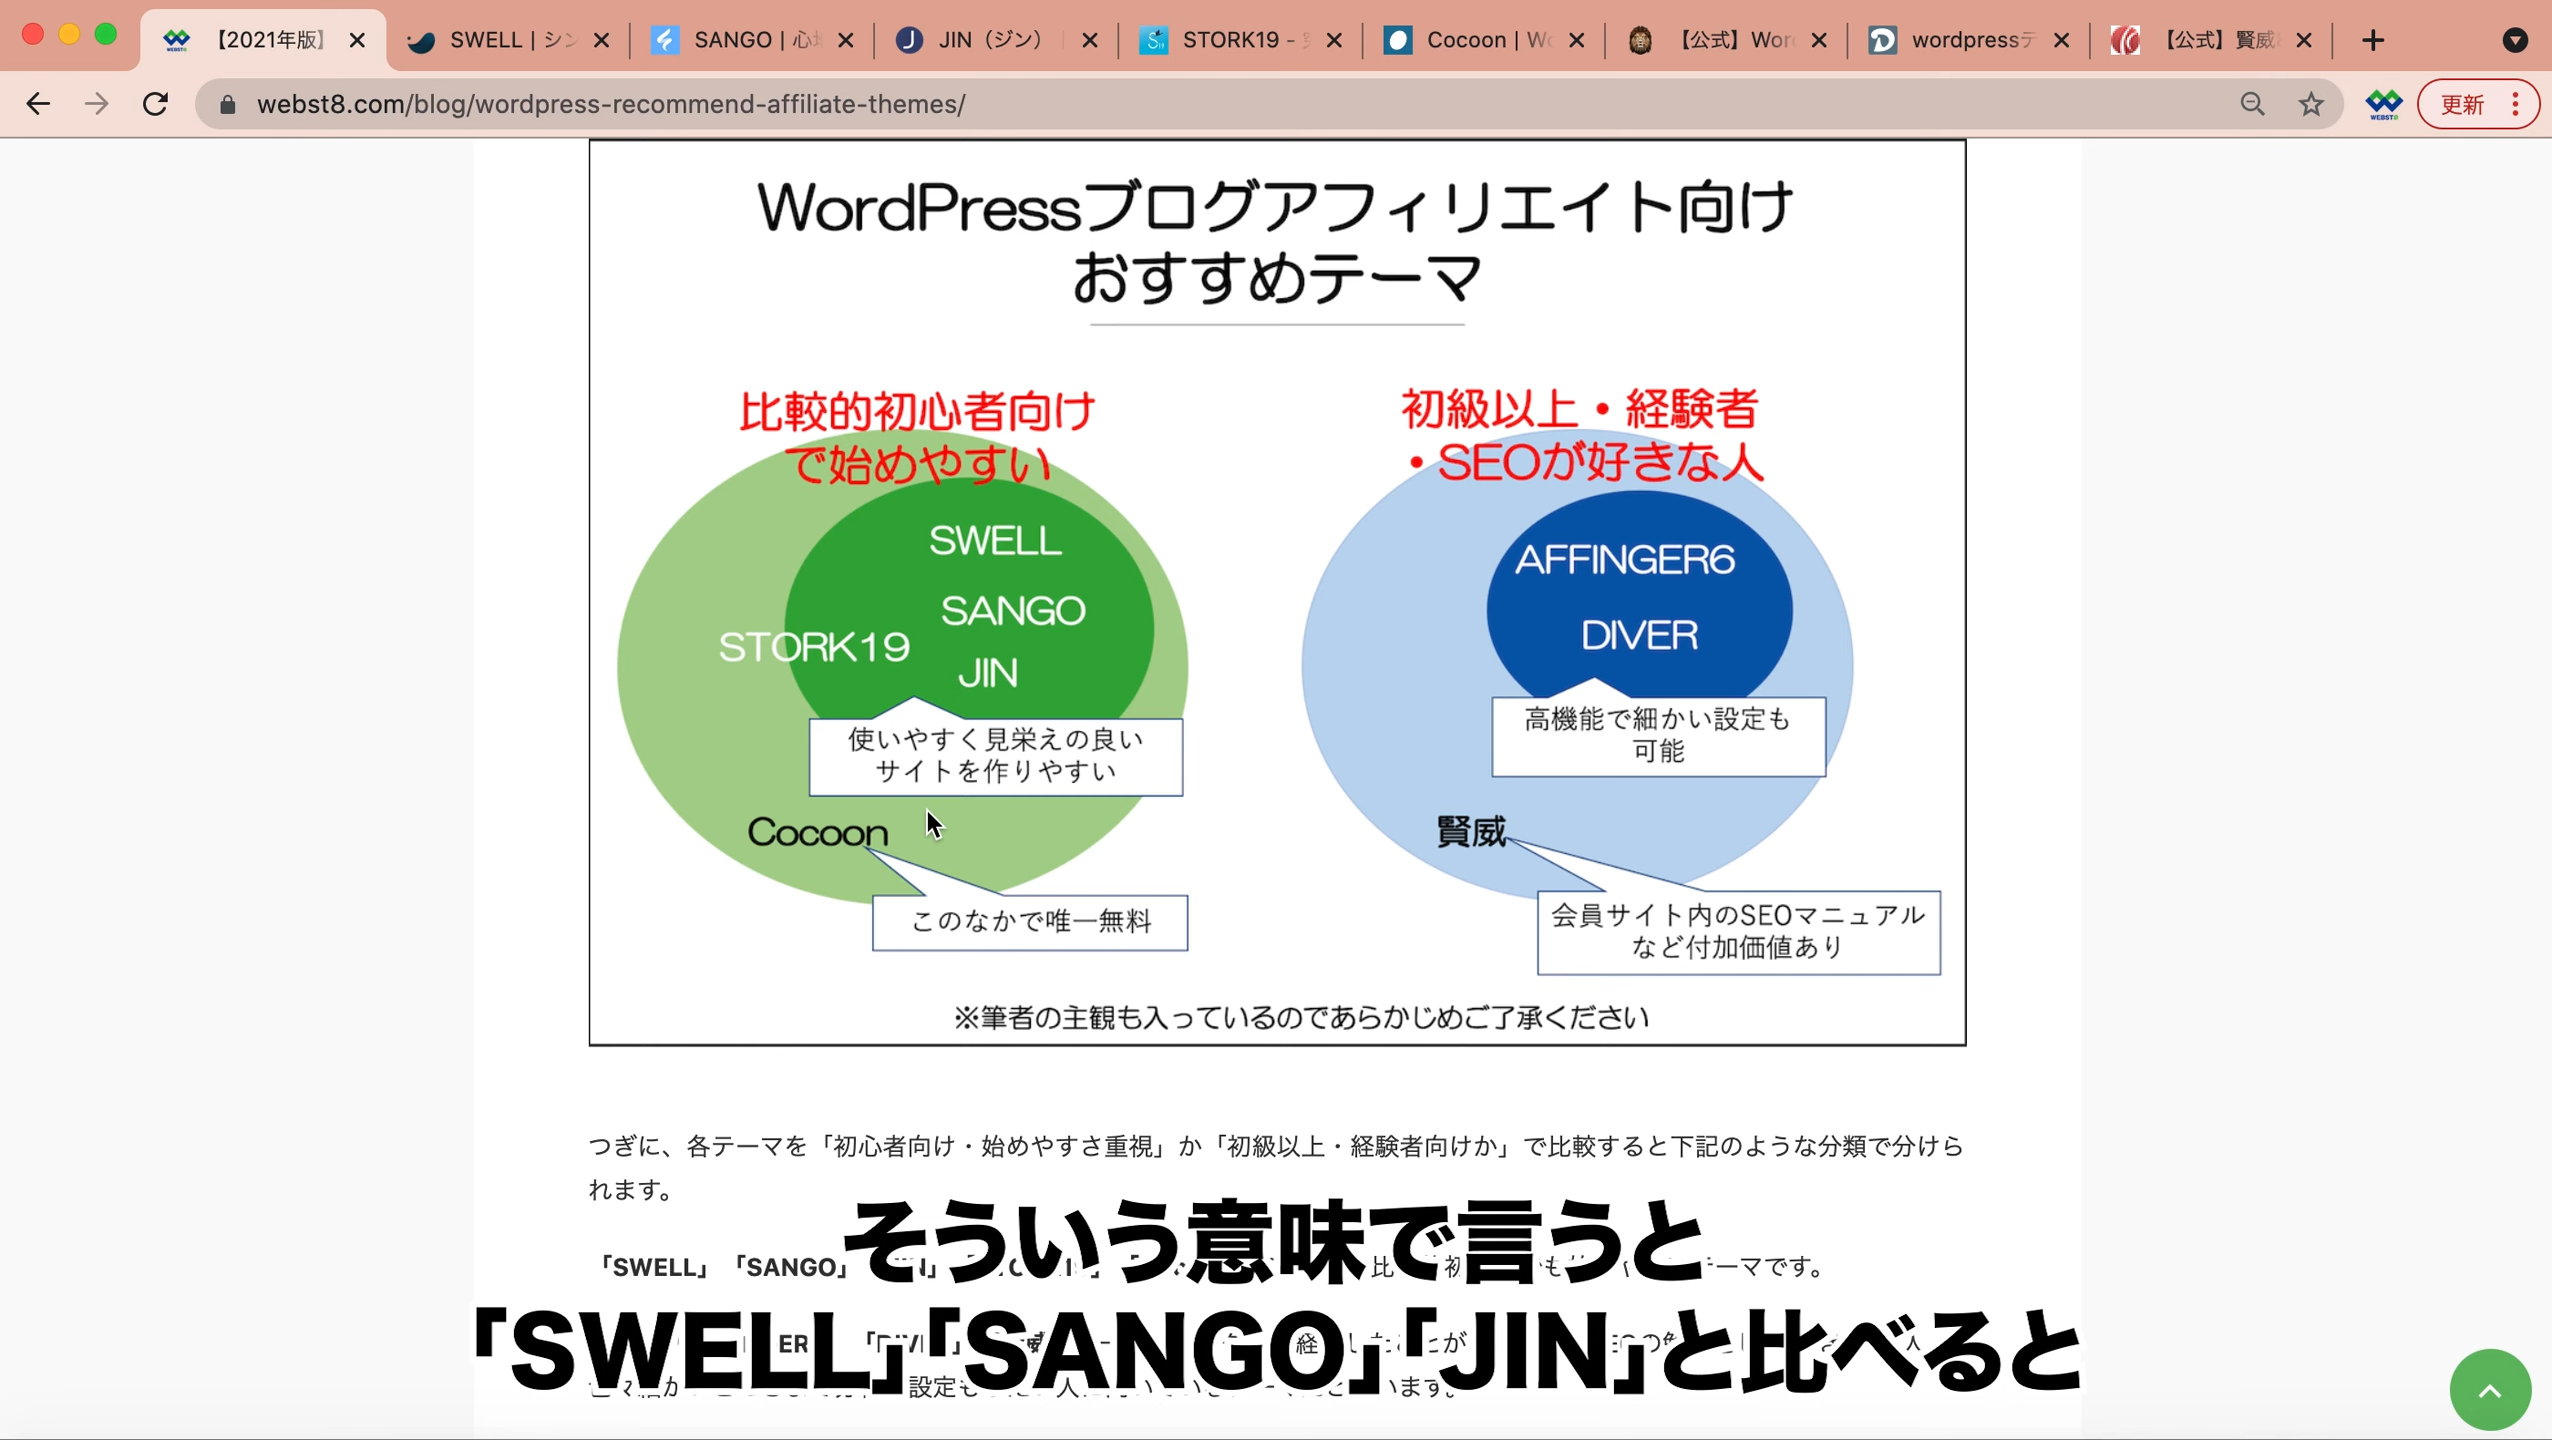 【2021年版】
SWELL | シン
SANGO | 心地
JIN（ジン）
STORK19 -
Cocoon | Wo
【公式】Wor
wordpressテ
【公式】賢威
webst8.com/blog/wordpress-recommend-affiliate-themes/
WEBST8
更新
WordPressブログアフィリエイト向け
おすすめテーマ
比較的初心者向け
で始めやすい
SWELL
SANGO
STORK19
JIN
使いやすく見栄えの良い
サイトを作りやすい
Cocoon
このなかで唯一無料
初級以上・経験者
・SEOが好きな人
AFFINGER6
DIVER
高機能で細かい設定も
可能
賢威
会員サイト内のSEOマニュアル
など付加価値あり
※筆者の主観も入っているのであらかじめご了承ください
つぎに、各テーマを「初心者向け・始めやすさ重視」か「初級以上・経験者向けか」で比較すると下記のような分類で分けら
れます。
「SWELL」「SANGO」
テーマです。
そういう意味で言うと
「SWELL」「SANGO」「JIN」と比べると